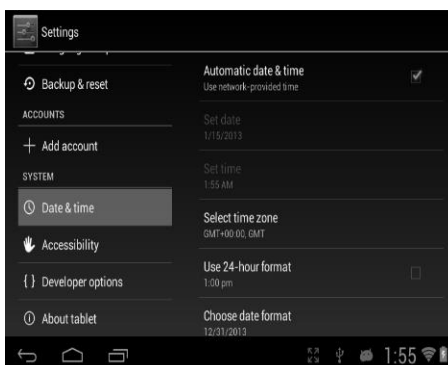 Settings
Backup & reset
ACCOUNTS
Add account
SYSTEM
Date & time
Accessibility
{ } Developer options
About tablet
Automatic date & time
Use network-provided time
Set date
1/15/2013
Set time
1:55 AM
Select time zone
GMT+00:00, GMT
Use 24-hour format
1:00 pm
Choose date format
12/31/2013
1:55